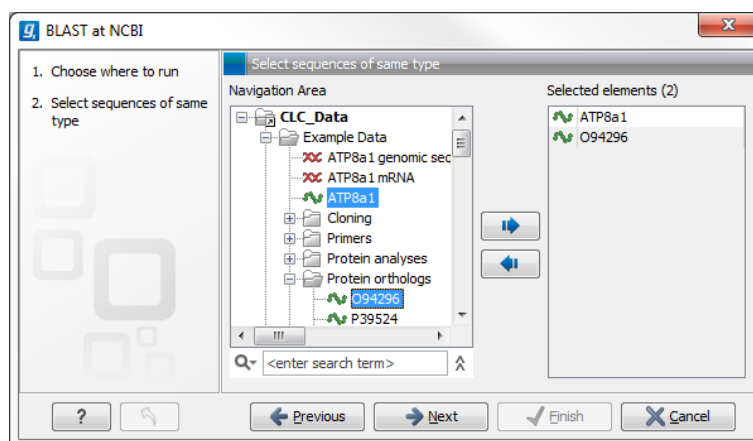 BLAST at NCBI
1. Choose where to run
2. Select sequences of same
type
Select sequences of same type
Navigation Area
CLC_Data
Example Data
ATP8a1 genomic sec
ATP8a1 mRNA
ATP8a1
Cloning
Primers
Protein analyses
Protein orthologs
O94296
P39524
<enter search term>
Selected elements (2)
ATP8a1
O94296
?
Previous
Next
Finish
Cancel